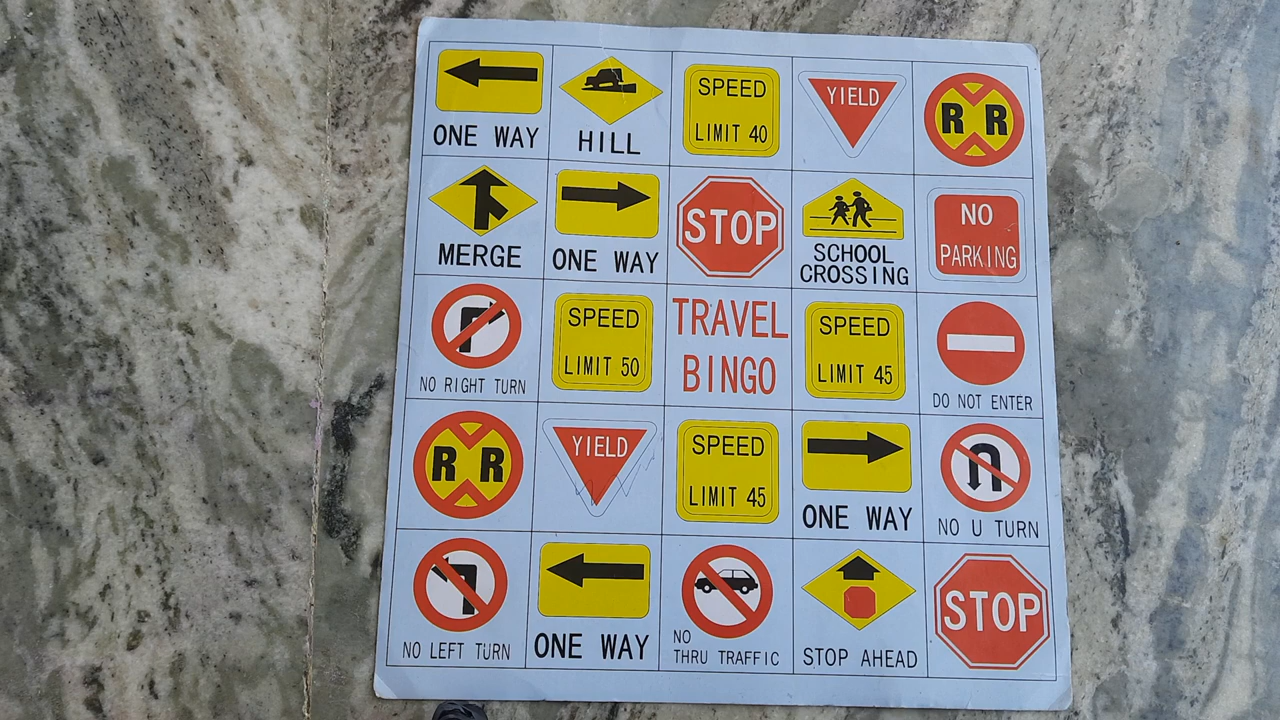 ONE WAY
HILL
SPEED
LIMIT 40
YIELD
R R
MERGE
ONE WAY
STOP
SCHOOL
CROSSING
NO
PARKING
NO RIGHT TURN
SPEED
LIMIT 50
TRAVEL
BINGO
SPEED
LIMIT 45
DO NOT ENTER
R R
YIELD
SPEED
LIMIT 45
ONE WAY
NO U TURN
NO LEFT TURN
ONE WAY
NO
THRU TRAFFIC
STOP AHEAD
STOP